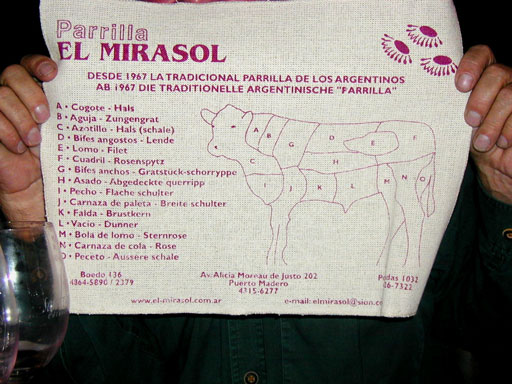 Parrilla
EL MIRASOL
DESDE 1967 LA TRADICIONAL PARRILLA DE LOS ARGENTINOS
AB 1967 DIE TRADITIONELLE ARGENTINISCHE "PARRILLA"
A • Cogote - Hals
B • Aguja - Zungengrat
C • Azotillo - Hals (schale)
D • Bifes angostos - Lende
E • Lomo - Filet
F • Cuadril - Rosenspytz
G • Bifes anchos - Gratstück-schorryppe
H • Asado - Abgedeckte querripp
I • Pecho - Flache schulter
J • Carnaza de paleta - Breite schulter
K • Falda - Brustkern
L • Vacio - Dunner
M • Bola de lomo - Sternrose
N • Carnaza de cola - Rose
O • Peceto - Aussere schale
A B G D E F
C H
I J K L M N O
Boedo 136
4364-5890 / 2379
Av. Alicia Moreau de Justo 202
Puerto Madero
4315-6277
Posadas 1032
26-7322
www.el-mirasol.com.ar
e-mail: elmirasol@sion.c